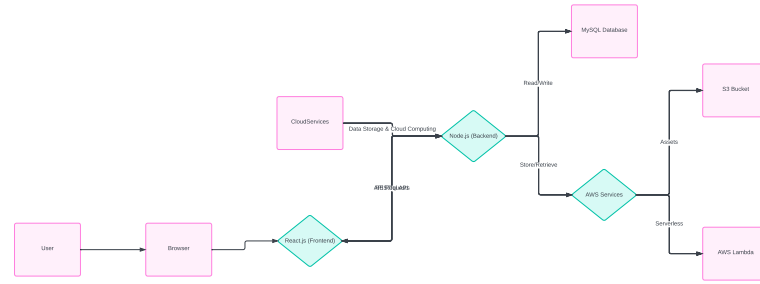 MySQL Database
Read/Write
S3 Bucket
CloudServices
Data Storage & Cloud Computing
Node.js (Backend)
Assets
Store/Retrieve
AWS Services
Serverless
User
Browser
React.js (Frontend)
AWS Lambda